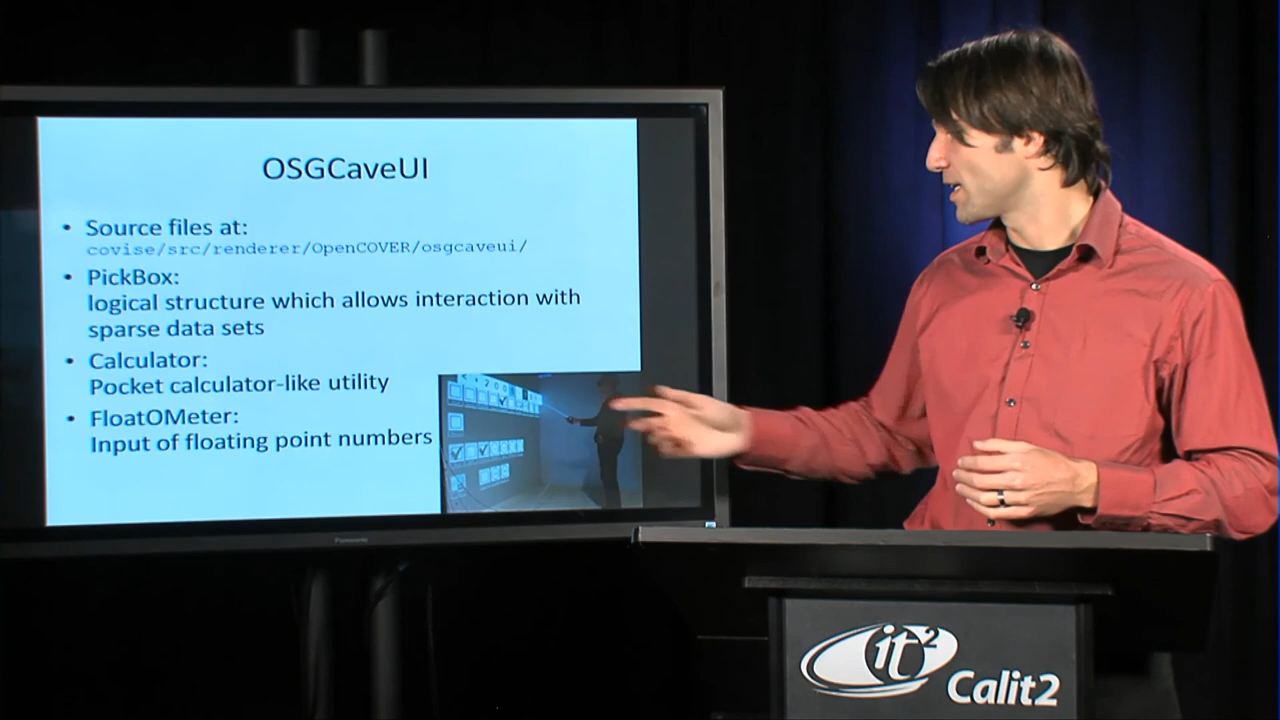 OSGCaveUI
• Source files at:
covise/src/renderer/OpenCOVER/osgcaveui/
• PickBox:
logical structure which allows interaction with
sparse data sets
• Calculator:
Pocket calculator-like utility
• FloatOMeter:
Input of floating point numbers
Panasonic
it2
Calit2